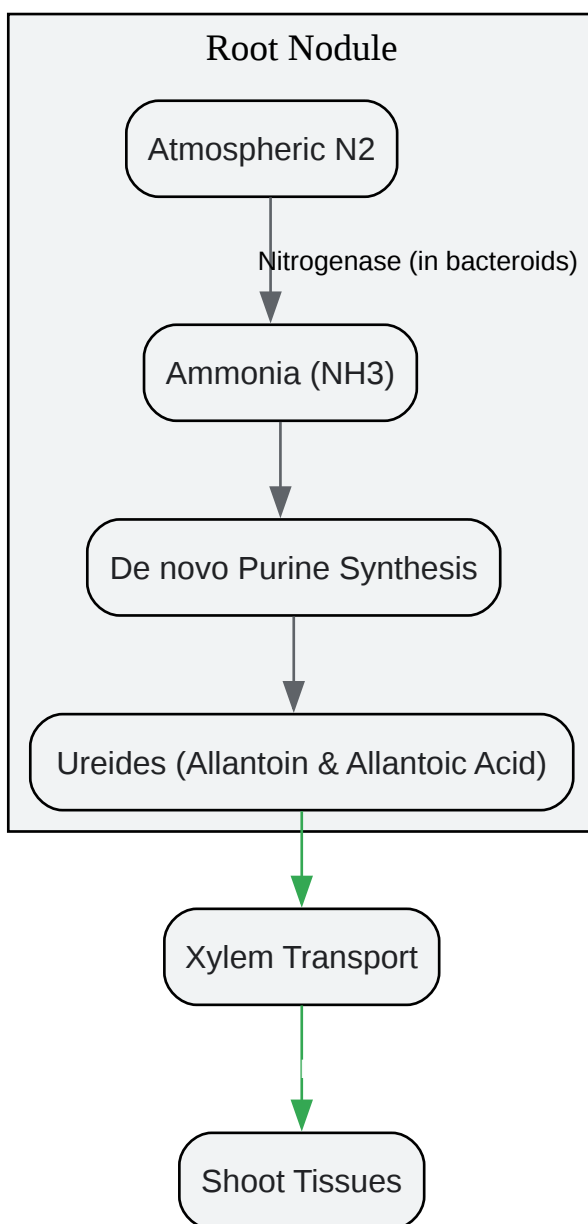 Root Nodule
Atmospheric N2
Nitrogenase (in bacteroids)
Ammonia (NH3)
De novo Purine Synthesis
Ureides (Allantoin & Allantoic Acid)
Xylem Transport
Shoot Tissues